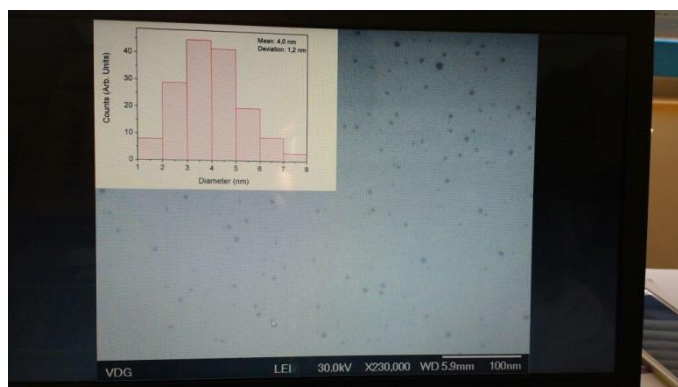 Mean: 4,0 nm
Deviation: 1,2 nm
Counts (Arb. Units)
40
30
20
10
0
1 2 3 4 5 6 7 8
Diameter (nm)
VDG LEI 30.0kV X230,000 WD 5.9mm 100nm